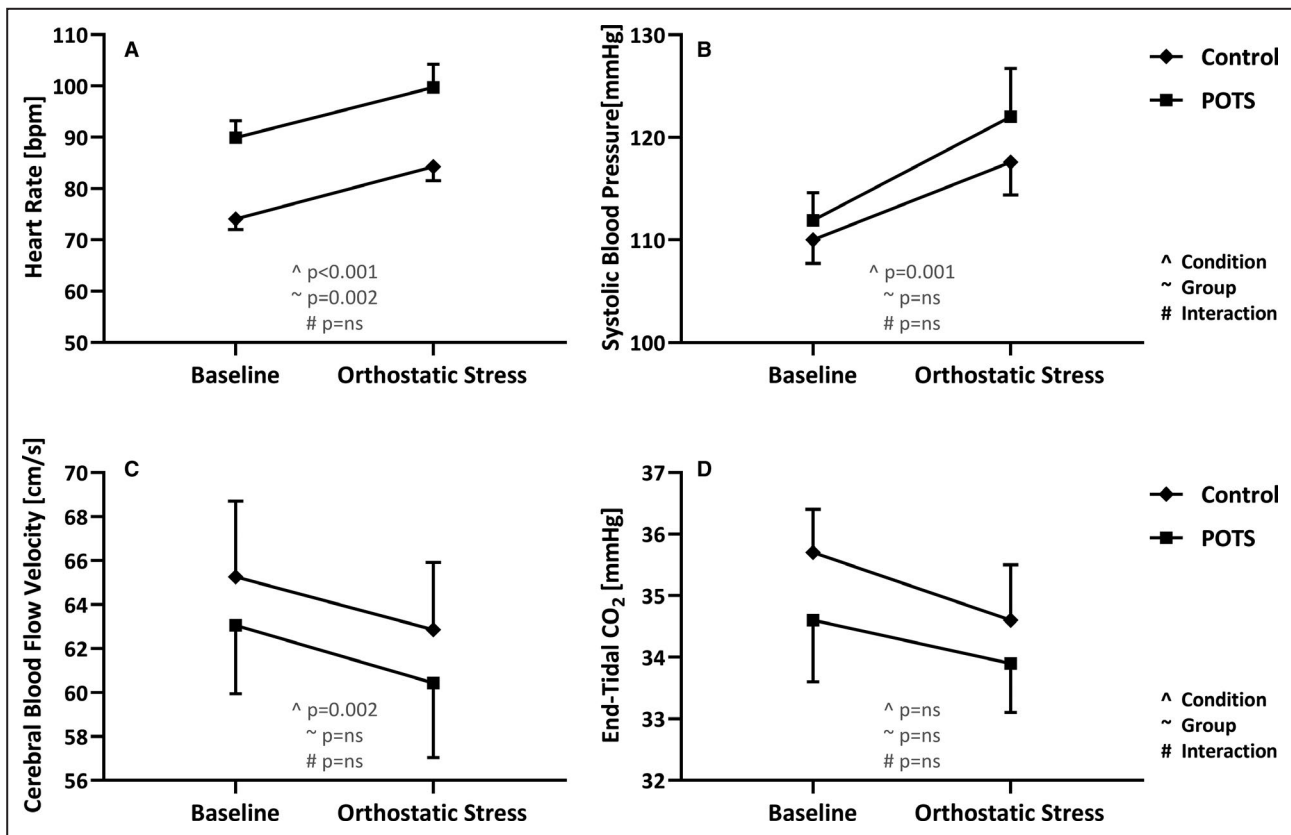 A
Heart Rate [bpm]
110
100
90
80
70
60
50
^ p<0.001
~ p=0.002
# p=ns
Baseline Orthostatic Stress
B
Systolic Blood Pressure[mmHg]
130
120
110
100
^ p=0.001
~ p=ns
# p=ns
Baseline Orthostatic Stress
Control
POTS
^ Condition
~ Group
# Interaction
C
Cerebral Blood Flow Velocity [cm/s]
70
68
66
64
62
60
58
56
^ p=0.002
~ p=ns
# p=ns
Baseline Orthostatic Stress
D
End-Tidal CO₂ [mmHg]
37
36
35
34
33
32
^ p=ns
~ p=ns
# p=ns
Baseline Orthostatic Stress
Control
POTS
^ Condition
~ Group
# Interaction